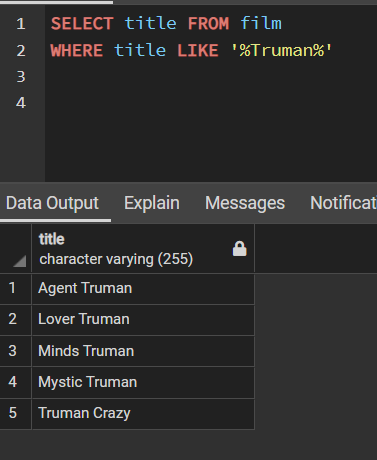 1 SELECT title FROM film
2 WHERE title LIKE '%Truman%'
3
4
Data Output Explain Messages Notificat
title
character varying (255)
1 Agent Truman
2 Lover Truman
3 Minds Truman
4 Mystic Truman
5 Truman Crazy